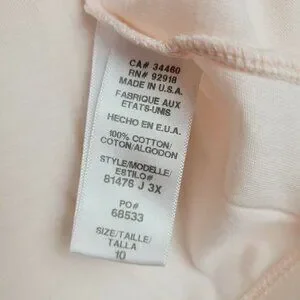 CA# 34460
RN# 92918
MADE IN U.S.A.
FABRIQUE AUX
ETATS-UNIS
HECHO EN E.U.A.
100% COTTON/
COTON/ALGODON
STYLE/MODELE/
ESTILO#
81476 J 3X
PO#
68533
SIZE/TAILLE/
TALLA
10